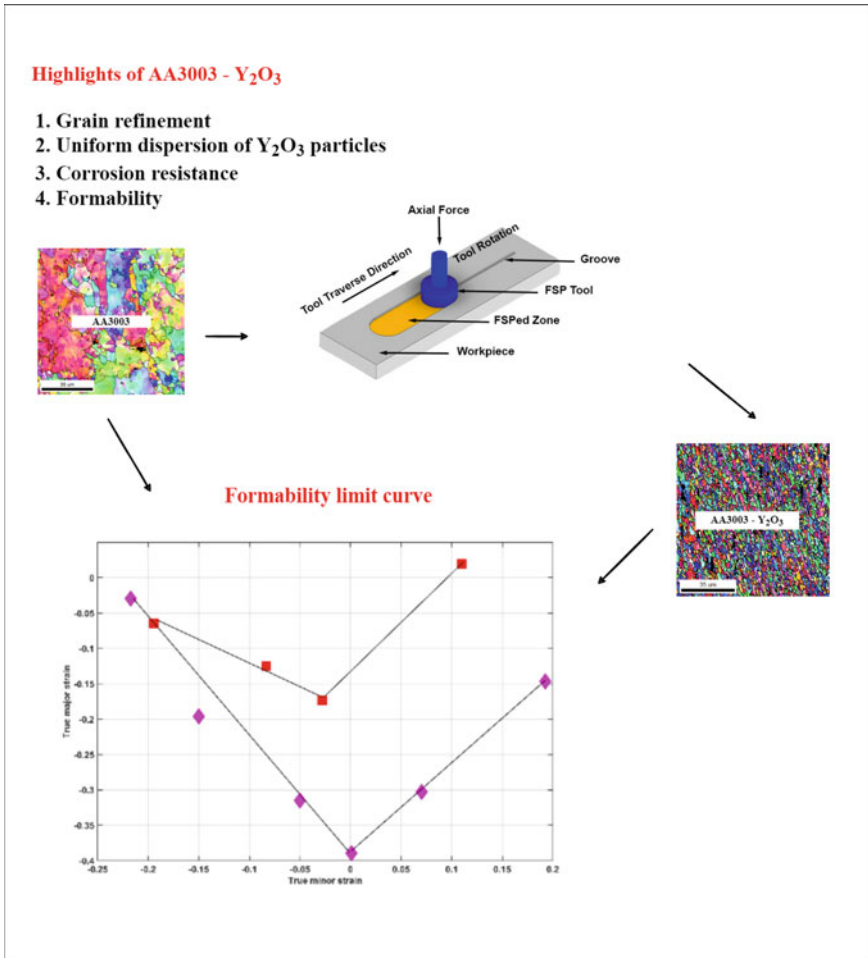 Highlights of AA3003 - Y₂O₃
1. Grain refinement
2. Uniform dispersion of Y₂O₃ particles
3. Corrosion resistance
4. Formability
Axial Force
Tool Rotation
Tool Traverse Direction
Groove
FSP Tool
FSPed Zone
Workpiece
AA3003
AA3003 - Y₂O₃
35 um
Formability limit curve
True major strain
0
-0.05
-0.1
-0.15
-0.2
-0.25
-0.3
-0.35
-0.4
-0.25
-0.2
-0.15
-0.1
-0.05
0
0.05
0.1
0.15
0.2
True minor strain